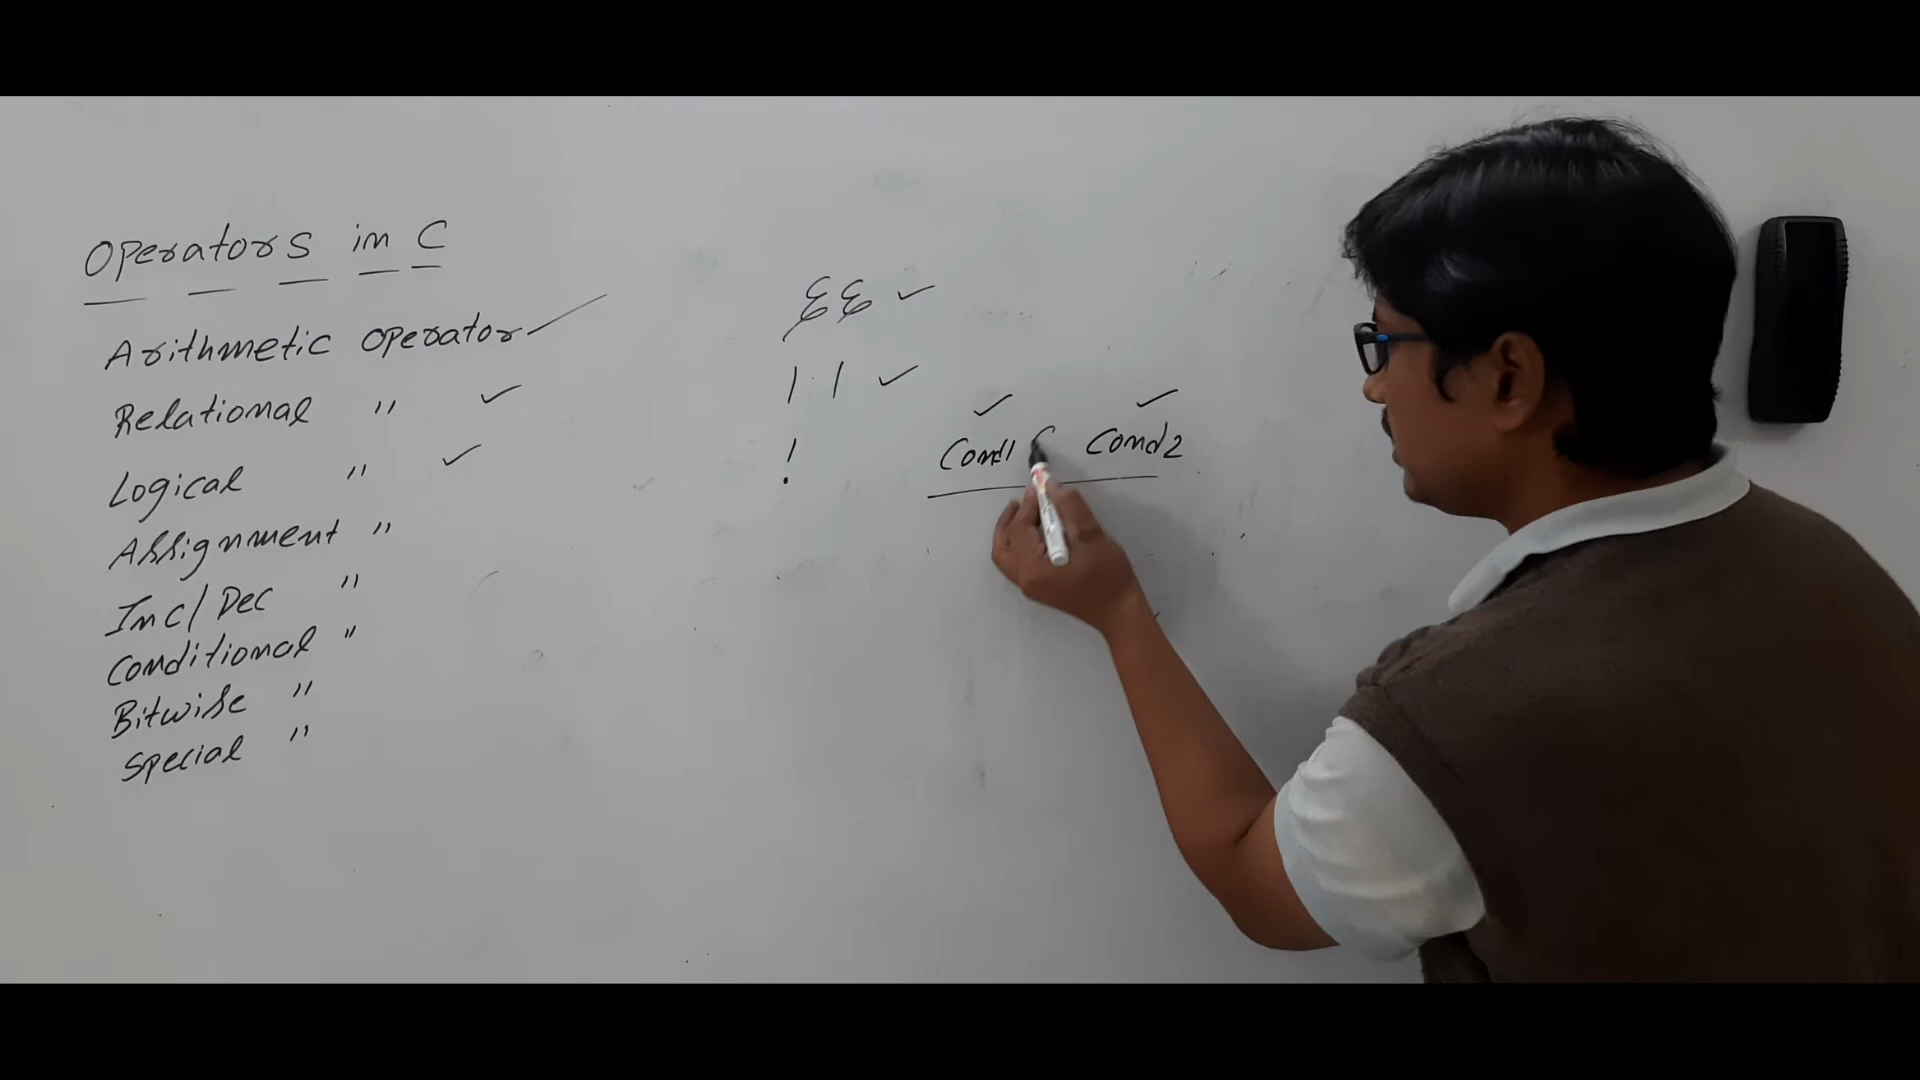 Operators in C
Arithmetic Operator
Relational "
Logical "
Assignment "
Inc/Dec "
Conditional "
Bitwise "
Special "
&&
||
!
Cond1 Cond2